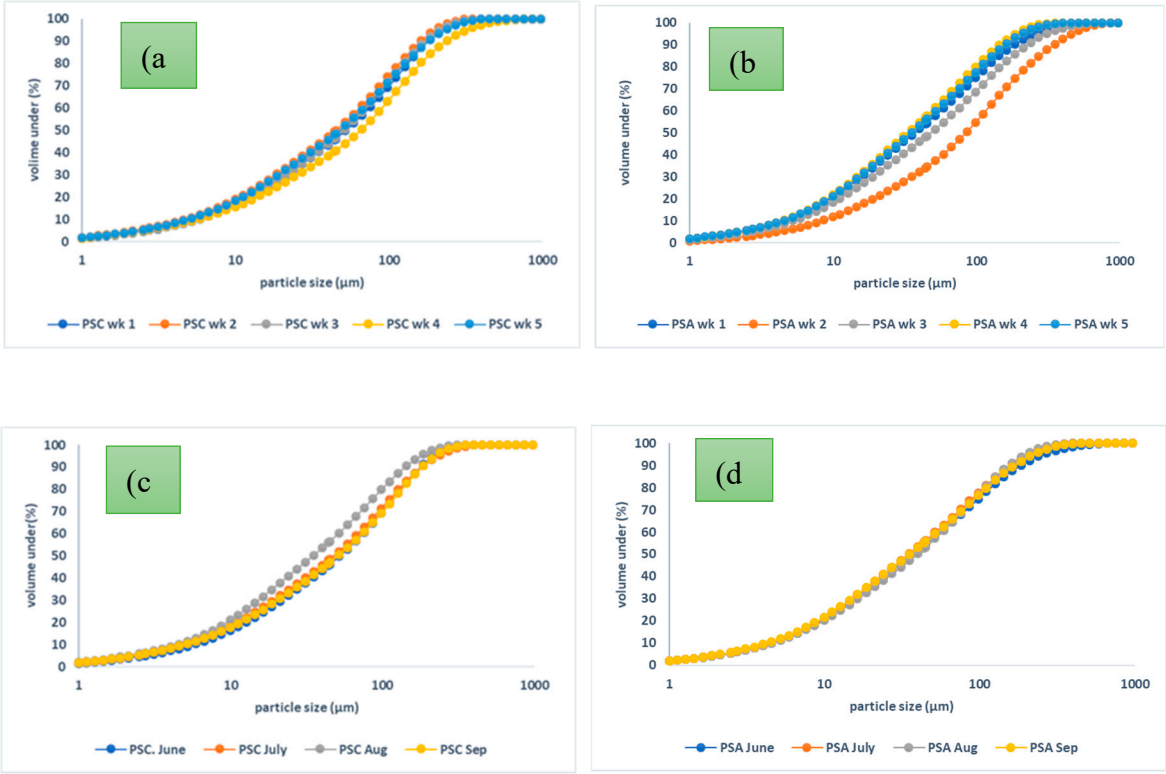 100
90
80
70
60
50
40
30
20
10
0
volime under (%)
(a
1 10 100 1000
particle size (µm)
PSC wk 1 PSC wk 2 PSC wk 3 PSC wk 4 PSC wk 5
100
90
80
70
60
50
40
30
20
10
0
volume under (%)
(b
1 10 100 1000
particle size (µm)
PSA wk 1 PSA wk 2 PSA wk 3 PSA wk 4 PSA wk 5
100
90
80
70
60
50
40
30
20
10
0
volume under(%)
(c
1 10 100 1000
particle size (µm)
PSC. June PSC July PSC Aug PSC Sep
100
90
80
70
60
50
40
30
20
10
0
volume under (%)
(d
1 10 100 1000
particle size (µm)
PSA June PSA July PSA Aug PSA Sep